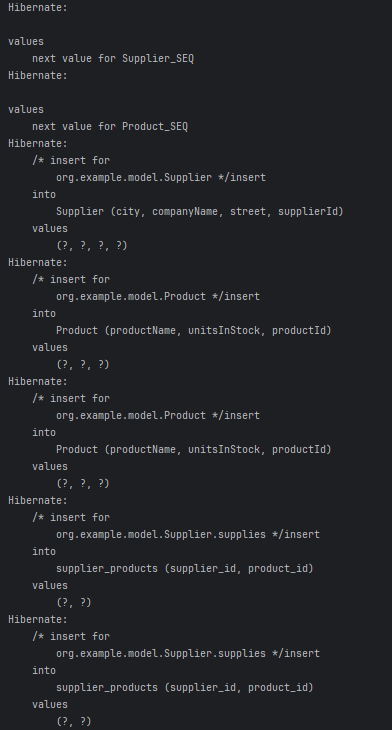 Hibernate:
values
next value for Supplier_SEQ
Hibernate:
values
next value for Product_SEQ
Hibernate:
/* insert for
org.example.model.Supplier */insert
into
Supplier (city, companyName, street, supplierId)
values
(?, ?, ?, ?)
Hibernate:
/* insert for
org.example.model.Product */insert
into
Product (productName, unitsInStock, productId)
values
(?, ?, ?)
Hibernate:
/* insert for
org.example.model.Product */insert
into
Product (productName, unitsInStock, productId)
values
(?, ?, ?)
Hibernate:
/* insert for
org.example.model.Supplier.supplies */insert
into
supplier_products (supplier_id, product_id)
values
(?, ?)
Hibernate:
/* insert for
org.example.model.Supplier.supplies */insert
into
supplier_products (supplier_id, product_id)
values
(?, ?)